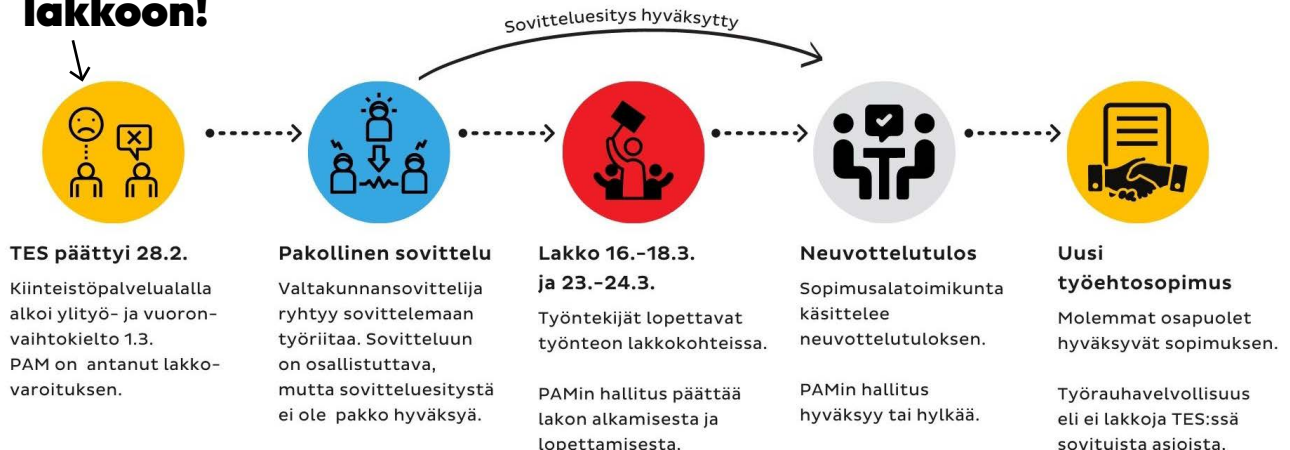 lakkoon!
Sovitteluesitys hyväksytty
TES päättyi 28.2.
Kiinteistöpalvelualalla
alkoi ylityö- ja vuoron-
vaihtokielto 1.3.
PAM on antanut lakko-
varoituksen.
Pakollinen sovittelu
Valtakunnansovittelija
ryhtyy sovittelemaan
työriitaa. Sovitteluun
on osallistuttava,
mutta sovitteluesitystä
ei ole pakko hyväksyä.
Lakko 16.-18.3.
ja 23.-24.3.
Työntekijät lopettavat
työnteon lakkokohteissa.
PAMin hallitus päättää
lakon alkamisesta ja
lopettamisesta.
Neuvottelutulos
Sopimusalatoimikunta
käsittelee
neuvottelutuloksen.
PAMin hallitus
hyväksyy tai hylkää.
Uusi
työehtosopimus
Molemmat osapuolet
hyväksyvät sopimuksen.
Työrauhavelvollisuus
eli ei lakkoja TES:ssä
sovituista asioista.